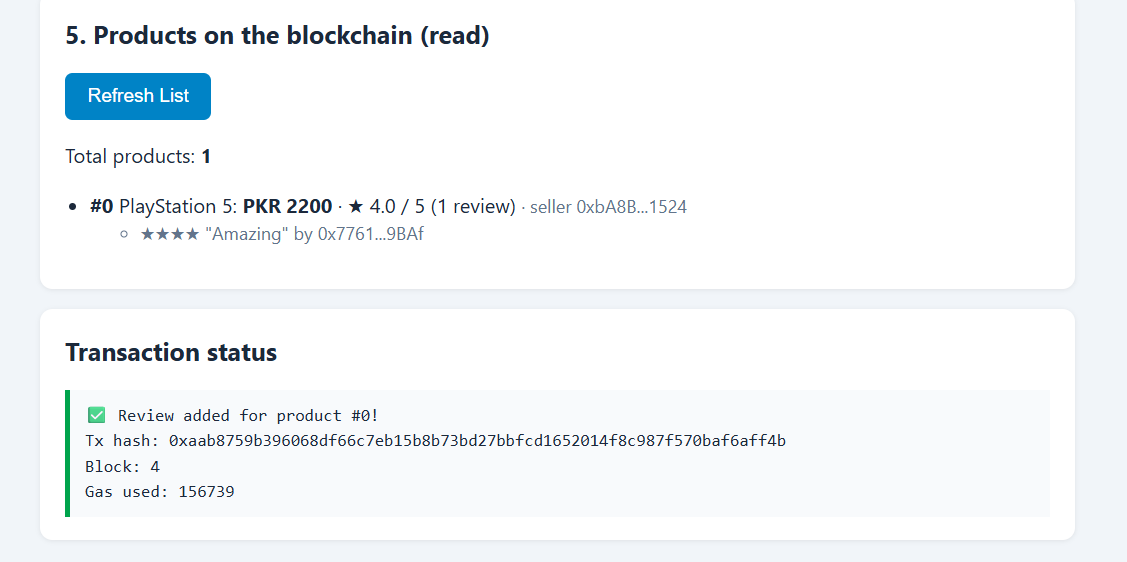 5. Products on the blockchain (read)
Refresh List
Total products: 1
#0 PlayStation 5: PKR 2200 · ★ 4.0 / 5 (1 review) · seller 0xbA8B...1524
★★★★ "Amazing" by 0x7761...9BAf
Transaction status
✅ Review added for product #0!
Tx hash: 0xaab8759b396068df66c7eb15b8b73bd27bbfcd1652014f8c987f570baf6aff4b
Block: 4
Gas used: 156739